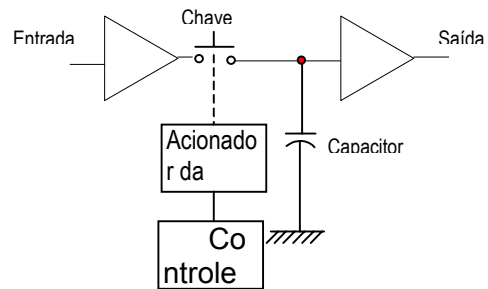 Chave
Entrada
Saída
Acionado
r da
Capacitor
Co
ntrole